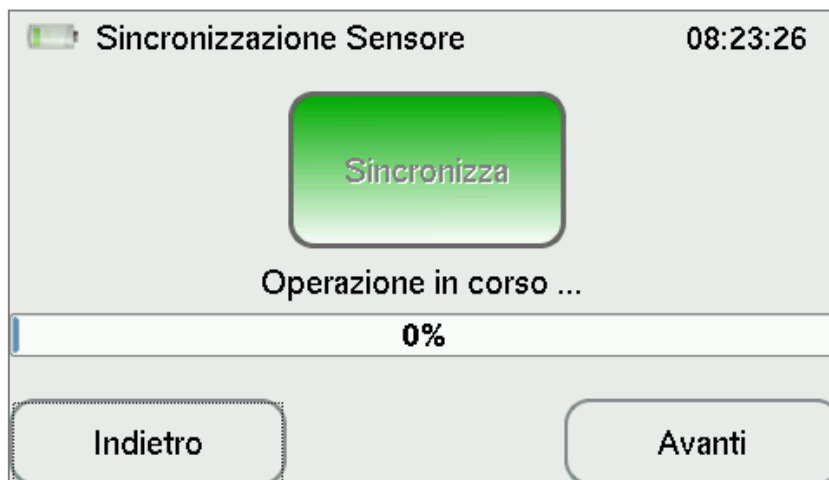 Sincronizzazione Sensore 08:23:26
Sincronizza
Operazione in corso ...
0%
Indietro Avanti